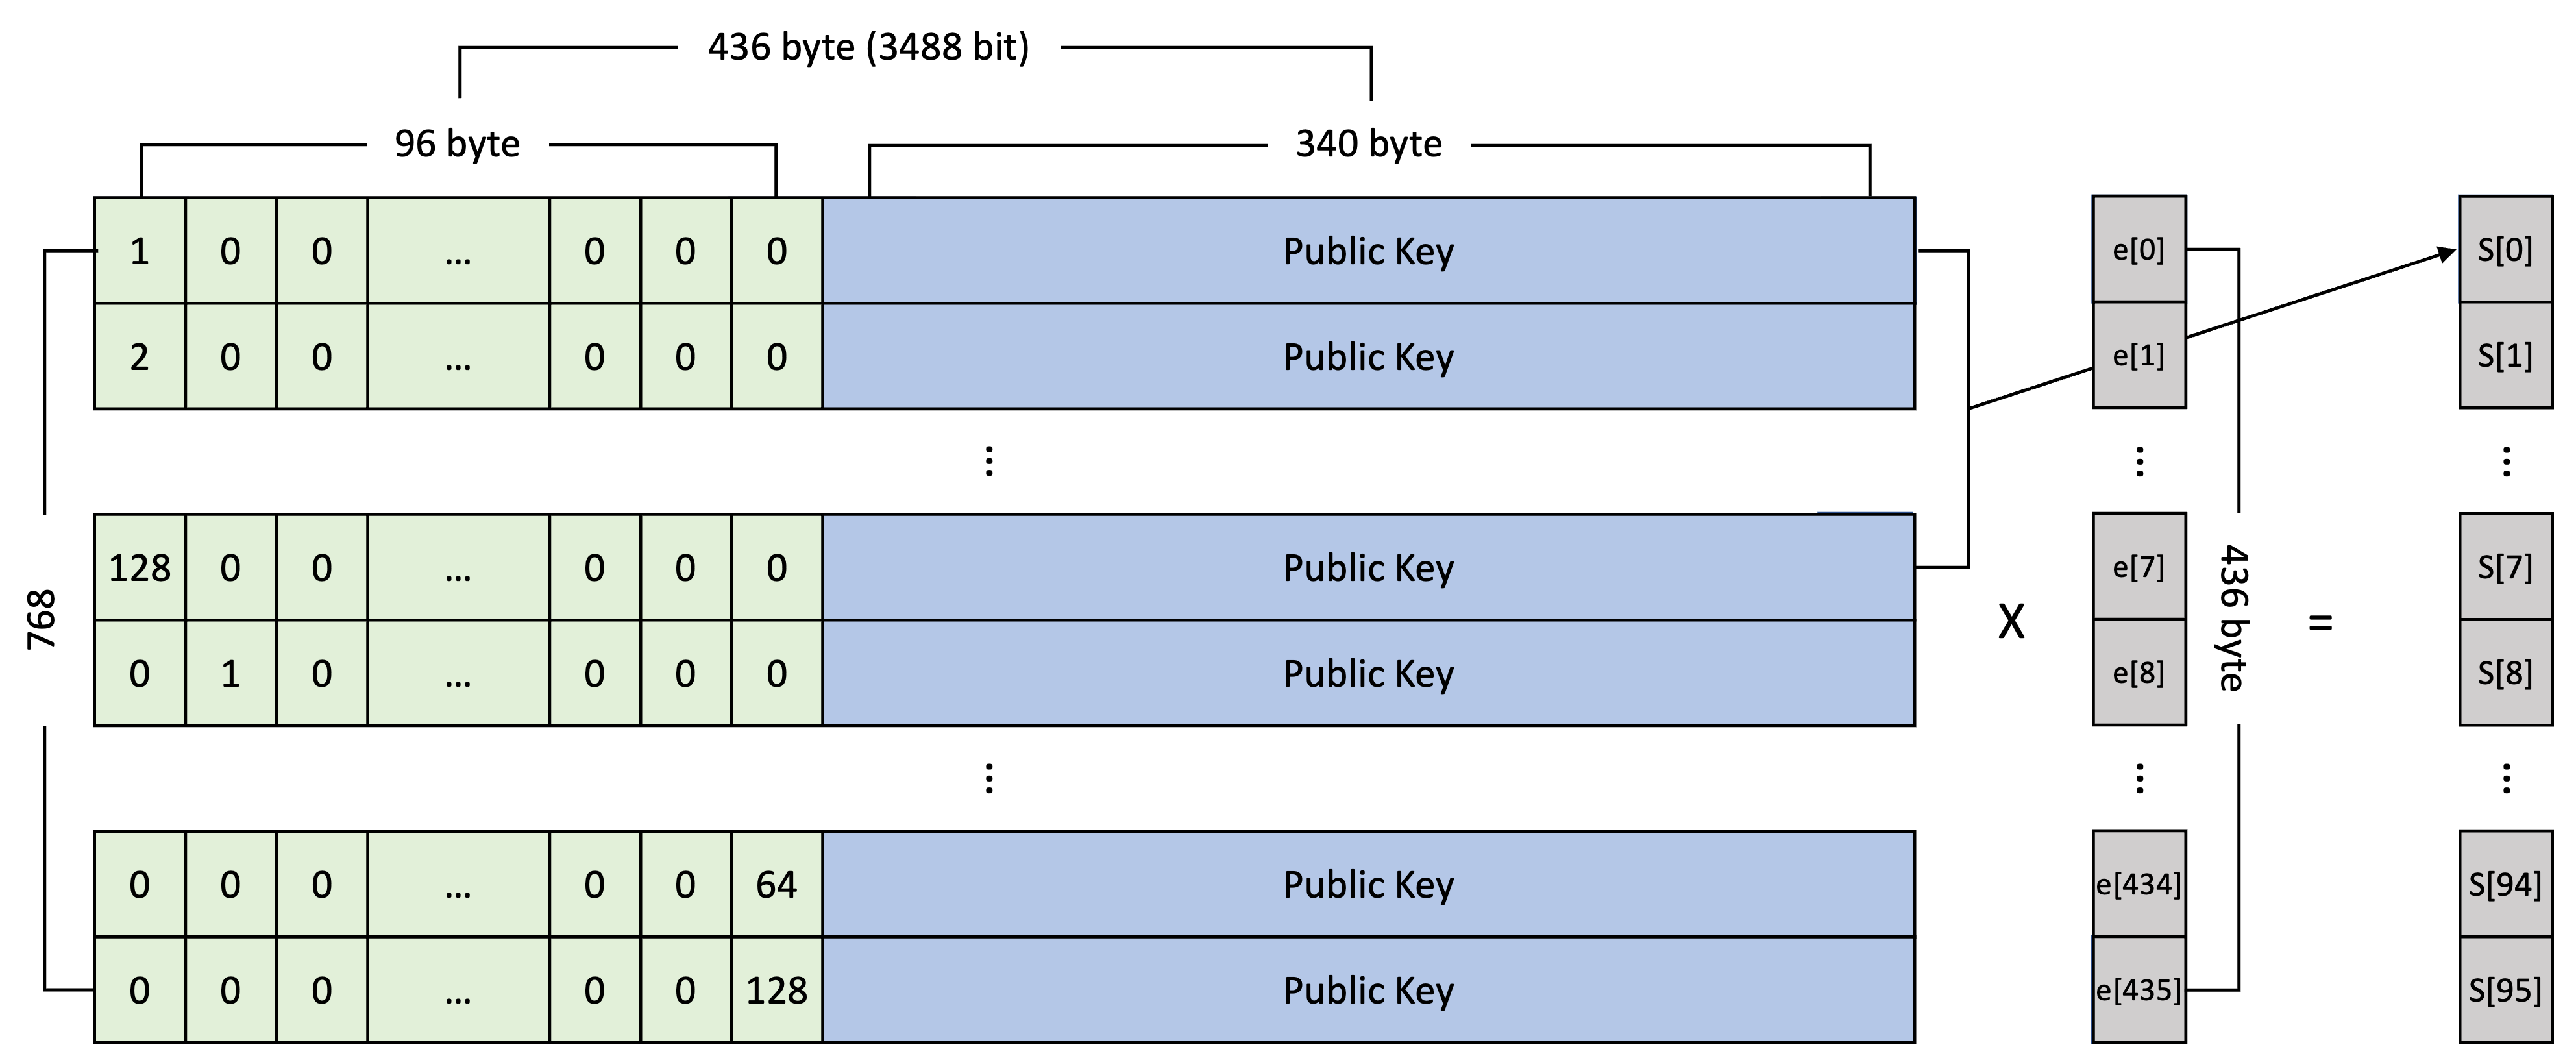 436 byte (3488 bit)
96 byte 340 byte
1 0 0 ... 0 0 0 Public Key e[0] S[0]
2 0 0 ... 0 0 0 Public Key e[1] S[1]
⋮ ⋮ ⋮
128 0 0 ... 0 0 0 Public Key e[7] S[7]
768 X 436 byte =
0 1 0 ... 0 0 0 Public Key e[8] S[8]
⋮ ⋮ ⋮
0 0 0 ... 0 0 64 Public Key e[434] S[94]
0 0 0 ... 0 0 128 Public Key e[435] S[95]